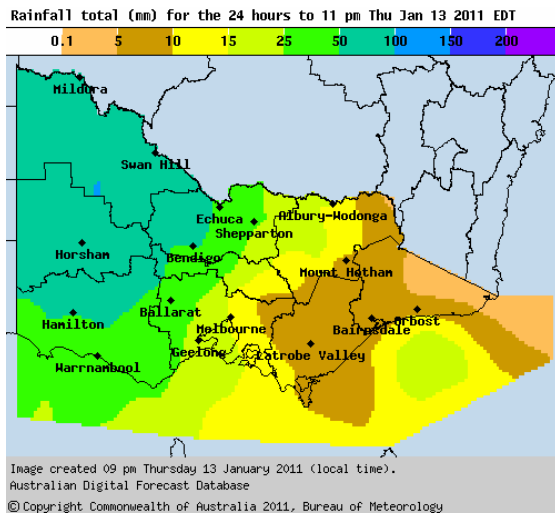 Rainfall total (mm) for the 24 hours to 11 pm Thu Jan 13 2011 EDT
0.1 5 10 15 25 50 100 150 200
Mildura
Swan Hill
Echuca
Albury-Wodonga
Shepparton
Horsham
Bendigo
Mount Hotham
Hamilton
Ballarat
Melbourne
Orbost
Bairnsdale
Geelong
Latrobe Valley
Warrnambool
Image created 09 pm Thursday 13 January 2011 (local time).
Australian Digital Forecast Database
© Copyright Commonwealth of Australia 2011, Bureau of Meteorology